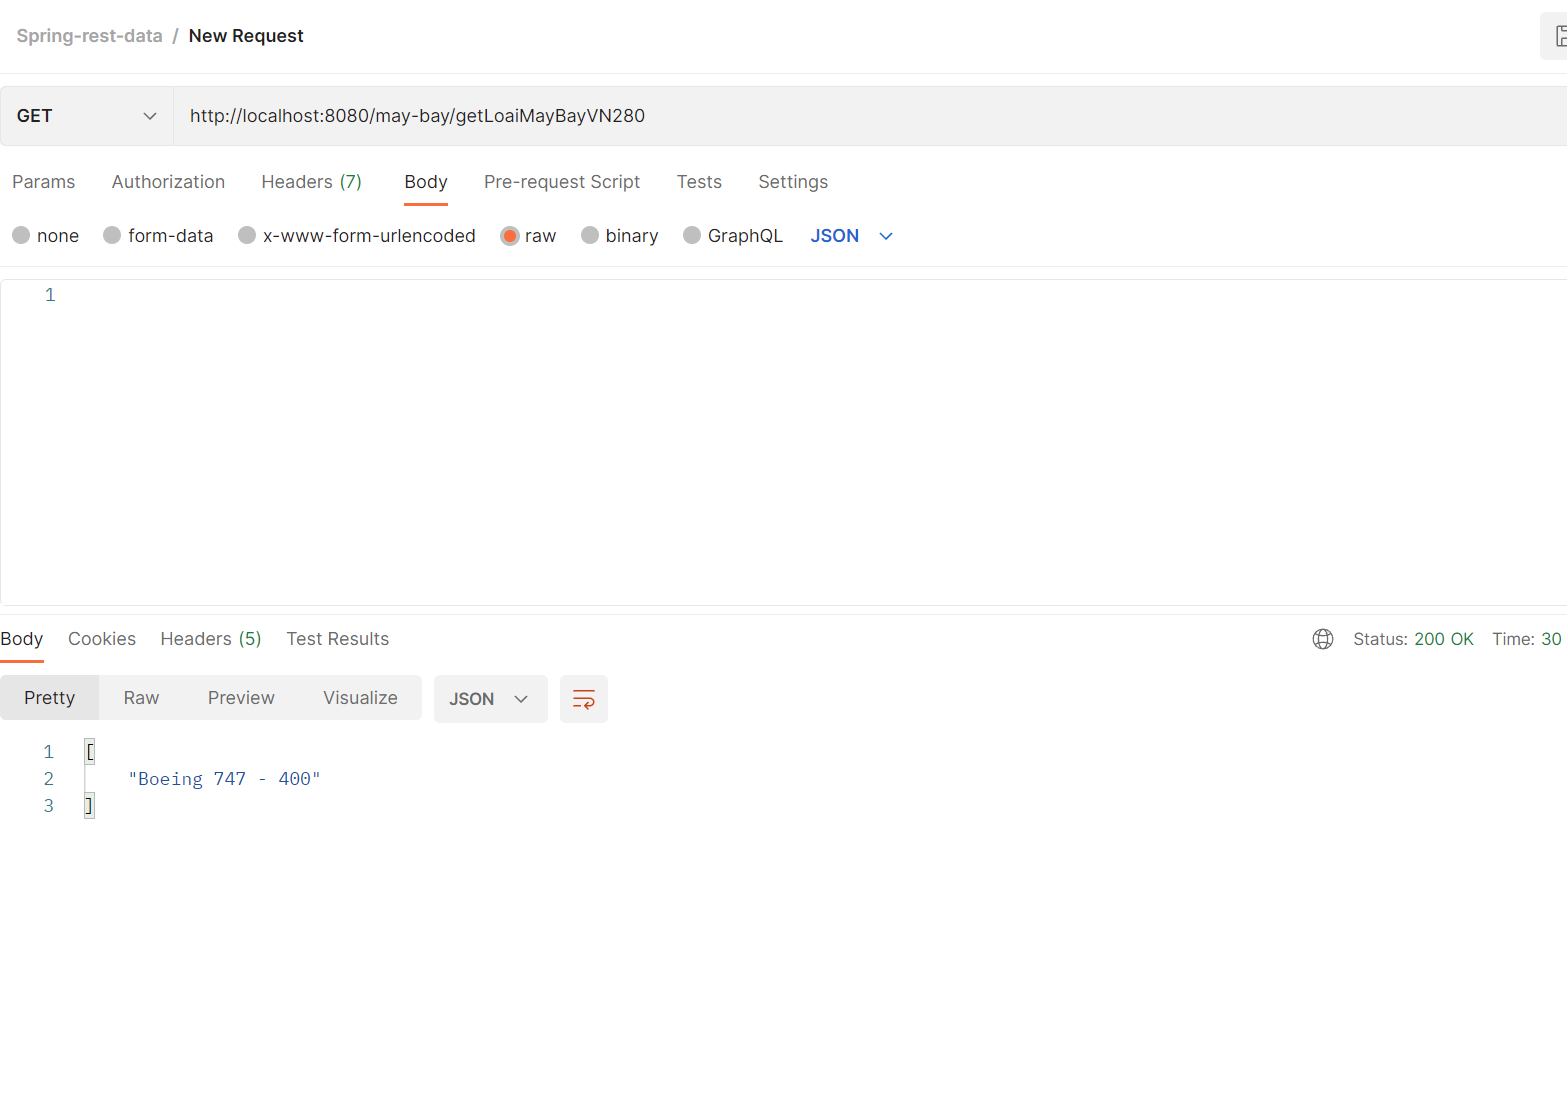 Spring-rest-data / New Request
GET http://localhost:8080/may-bay/getLoaiMayBayVN280
Params Authorization Headers (7) Body Pre-request Script Tests Settings
none form-data x-www-form-urlencoded raw binary GraphQL JSON
1
Body Cookies Headers (5) Test Results Status: 200 OK Time: 30
Pretty Raw Preview Visualize JSON
1 [
2 "Boeing 747 - 400"
3 ]